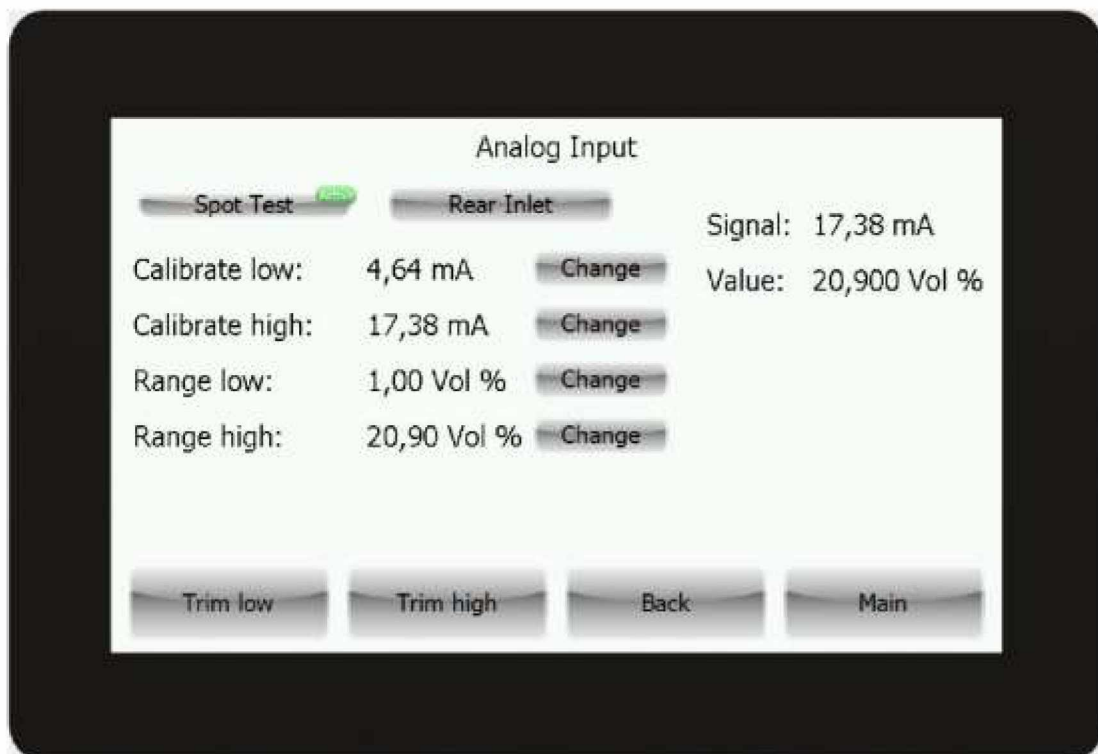 Analog Input
Spot Test
Rear Inlet
Signal: 17,38 mA
Value: 20,900 Vol %
Calibrate low: 4,64 mA Change
Calibrate high: 17,38 mA Change
Range low: 1,00 Vol % Change
Range high: 20,90 Vol % Change
Trim low
Trim high
Back
Main